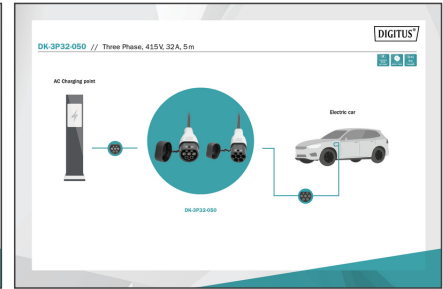 DIGITUS®
DK-3P32-050 // Three Phase, 415V, 32A, 5m
AC Charging point
Electric car
DK-3P32-050